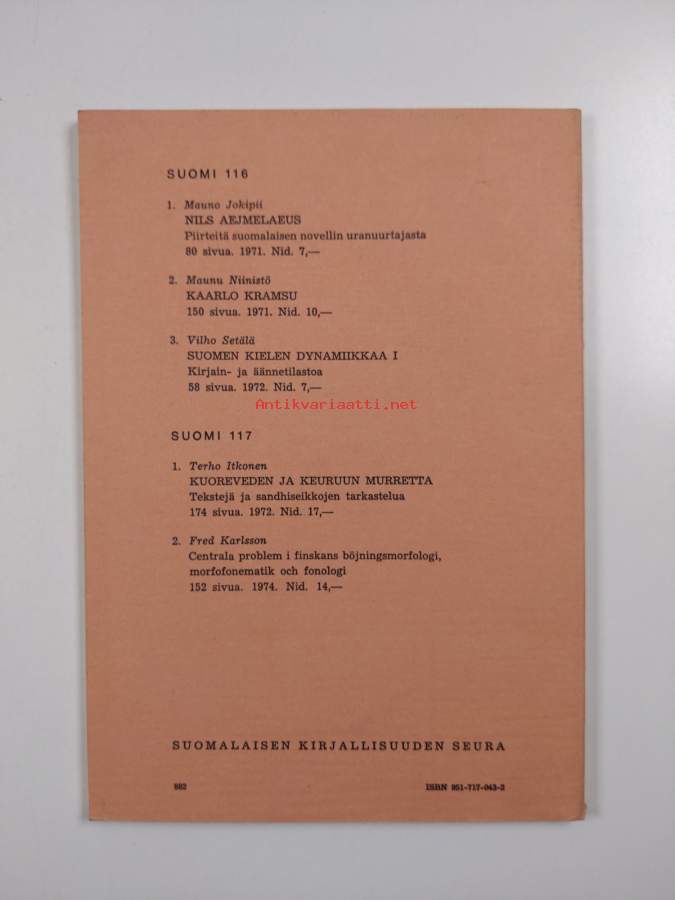 SUOMI 116
1. Mauno Jokipii
NILS AEJMELAEUS
Piirteitä suomalaisen novellin uranuurtajasta
80 sivua. 1971. Nid. 7,—
2. Maunu Niinistö
KAARLO KRAMSU
150 sivua. 1971. Nid. 10,—
3. Vilho Setälä
SUOMEN KIELEN DYNAMIIKKAA I
Kirjain- ja äännetilastoa
58 sivua. 1972. Nid. 7,—
Antikvariaatti.net
SUOMI 117
1. Terho Itkonen
KUOREVEDEN JA KEURUUN MURRETTA
Tekstejä ja sandhiseikkojen tarkastelua
174 sivua. 1972. Nid. 17,—
2. Fred Karlsson
Centrala problem i finskans böjningsmorfologi,
morfofonematik och fonologi
152 sivua. 1974. Nid. 14,—
SUOMALAISEN KIRJALLISUUDEN SEURA
882 ISBN 951-717-043-2